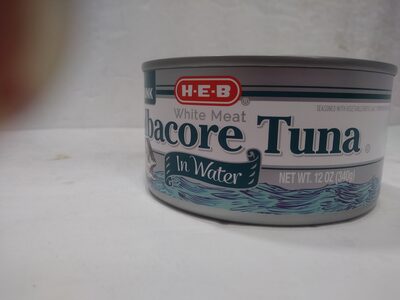 H-E-B
White Meat
bacore Tuna
In Water
NET WT. 12 OZ (340g)